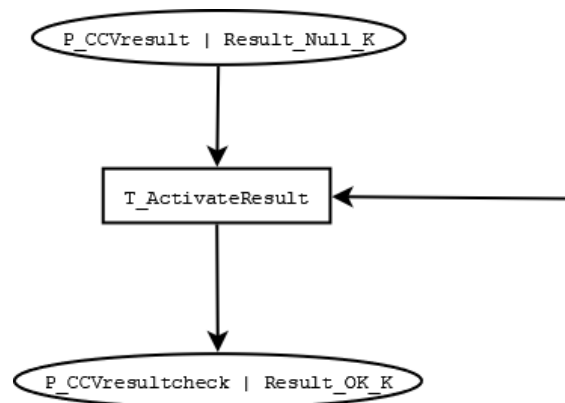 P_CCVresult | Result_Null_K
T_ActivateResult
P_CCVresultcheck | Result_OK_K